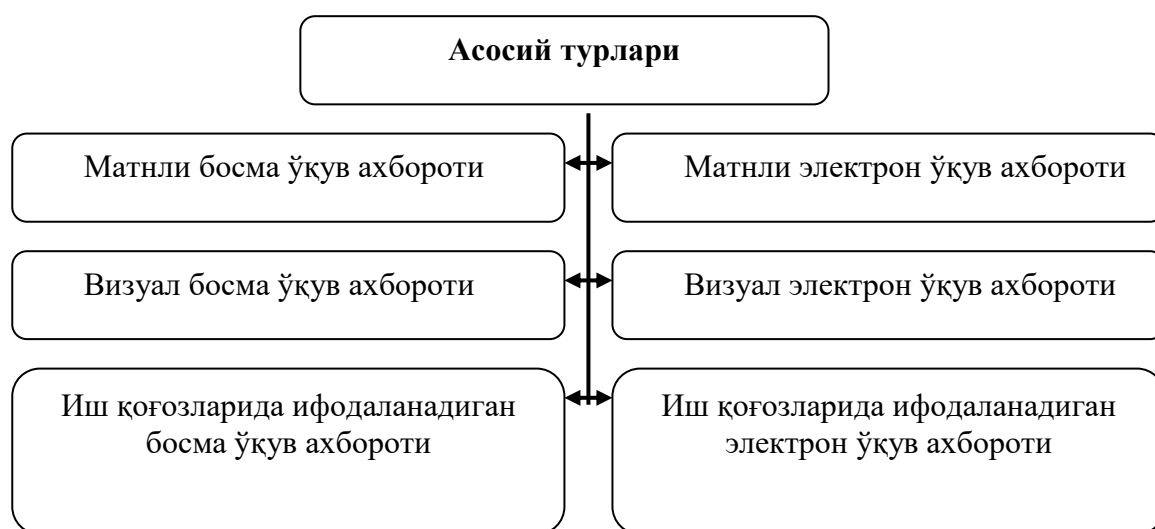 Асосий турлари
Матнли босма ўқув ахбороти
Матнли электрон ўқув ахбороти
Визуал босма ўқув ахбороти
Визуал электрон ўқув ахбороти
Иш қоғозларида ифодаланадиган
босма ўқув ахбороти
Иш қоғозларида ифодаланадиган
электрон ўқув ахбороти